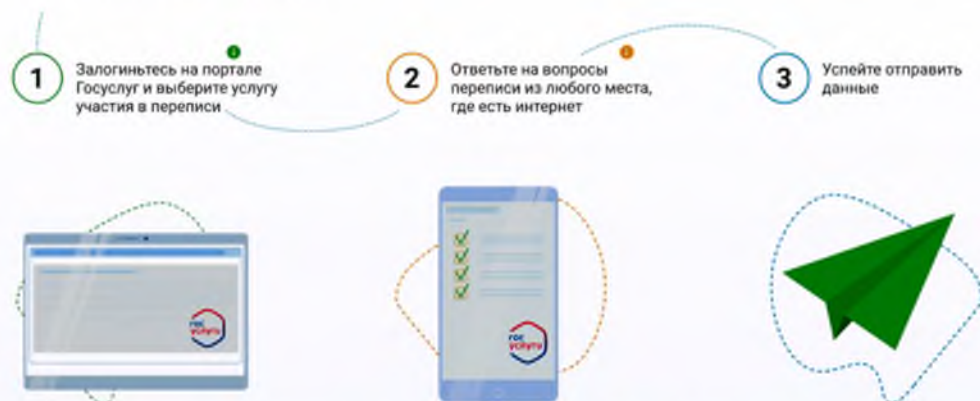 1
Залогиньтесь на портале
Госуслуг и выберите услугу
участия в переписи
2
Ответьте на вопросы
переписи из любого места,
где есть интернет
3
Успейте отправить
данные
гос
услуги
гос
услуги